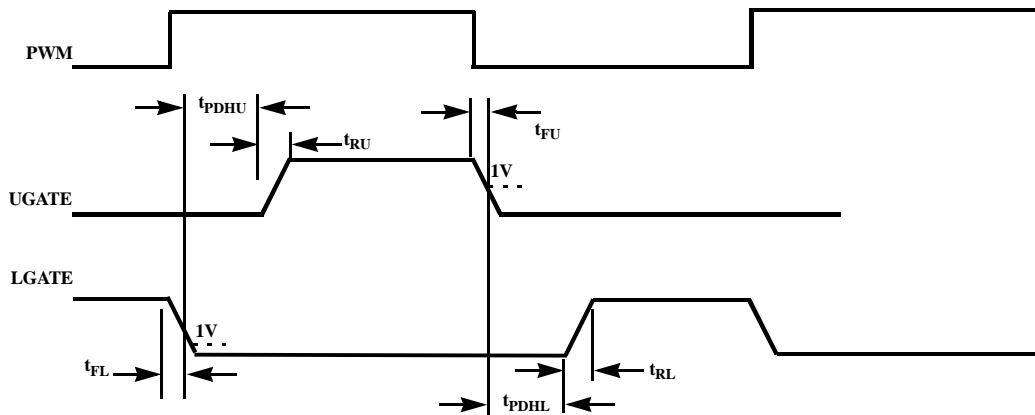 PWM
tPDHU
tRU
tFU
1V
UGATE
LGATE
1V
tFL
tRL
tPDHL